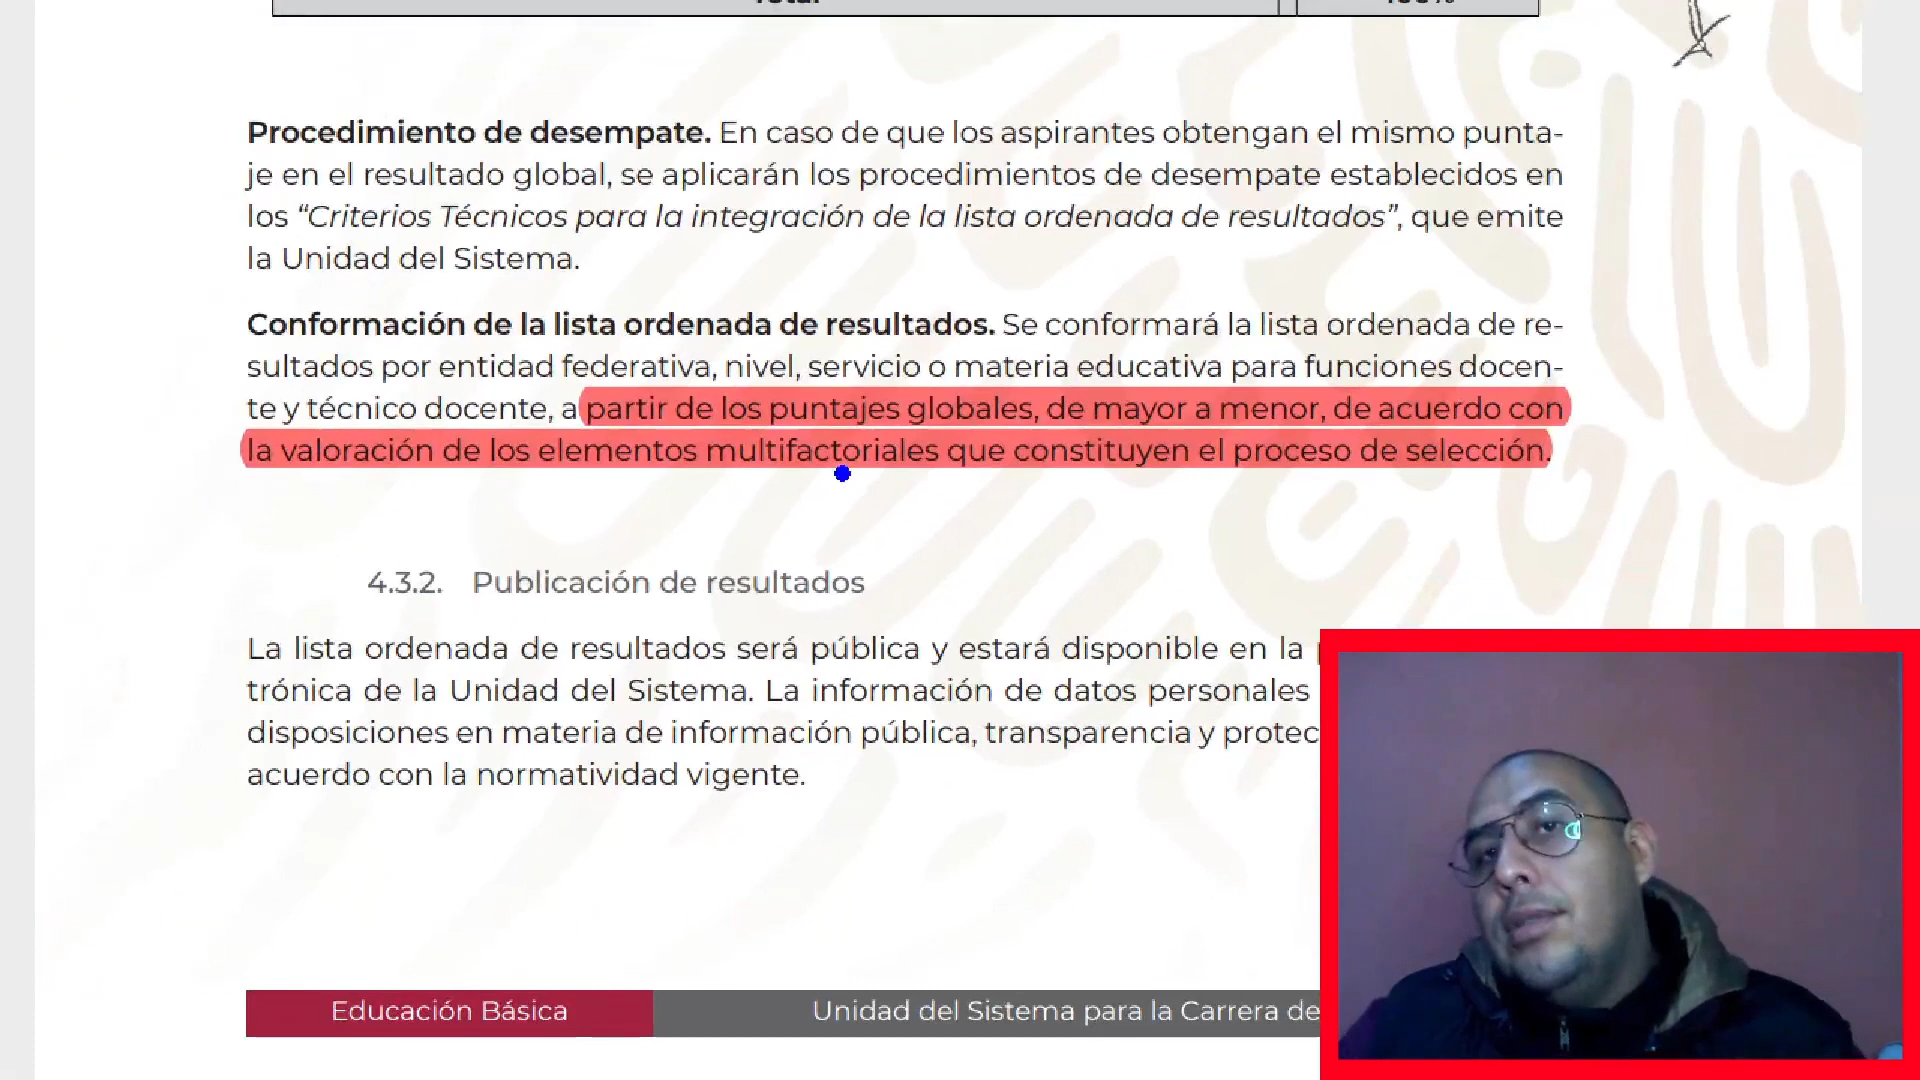 Total
100%
Procedimiento de desempate. En caso de que los aspirantes obtengan el mismo punta-
je en el resultado global, se aplicarán los procedimientos de desempate establecidos en
los “Criterios Técnicos para la integración de la lista ordenada de resultados”, que emite
la Unidad del Sistema.
Conformación de la lista ordenada de resultados. Se conformará la lista ordenada de re-
sultados por entidad federativa, nivel, servicio o materia educativa para funciones docen-
te y técnico docente, a partir de los puntajes globales, de mayor a menor, de acuerdo con
la valoración de los elementos multifactoriales que constituyen el proceso de selección.
4.3.2. Publicación de resultados
La lista ordenada de resultados será pública y estará disponible en la
trónica de la Unidad del Sistema. La información de datos personales
disposiciones en materia de información pública, transparencia y protec
acuerdo con la normatividad vigente.
Educación Básica
Unidad del Sistema para la Carrera de